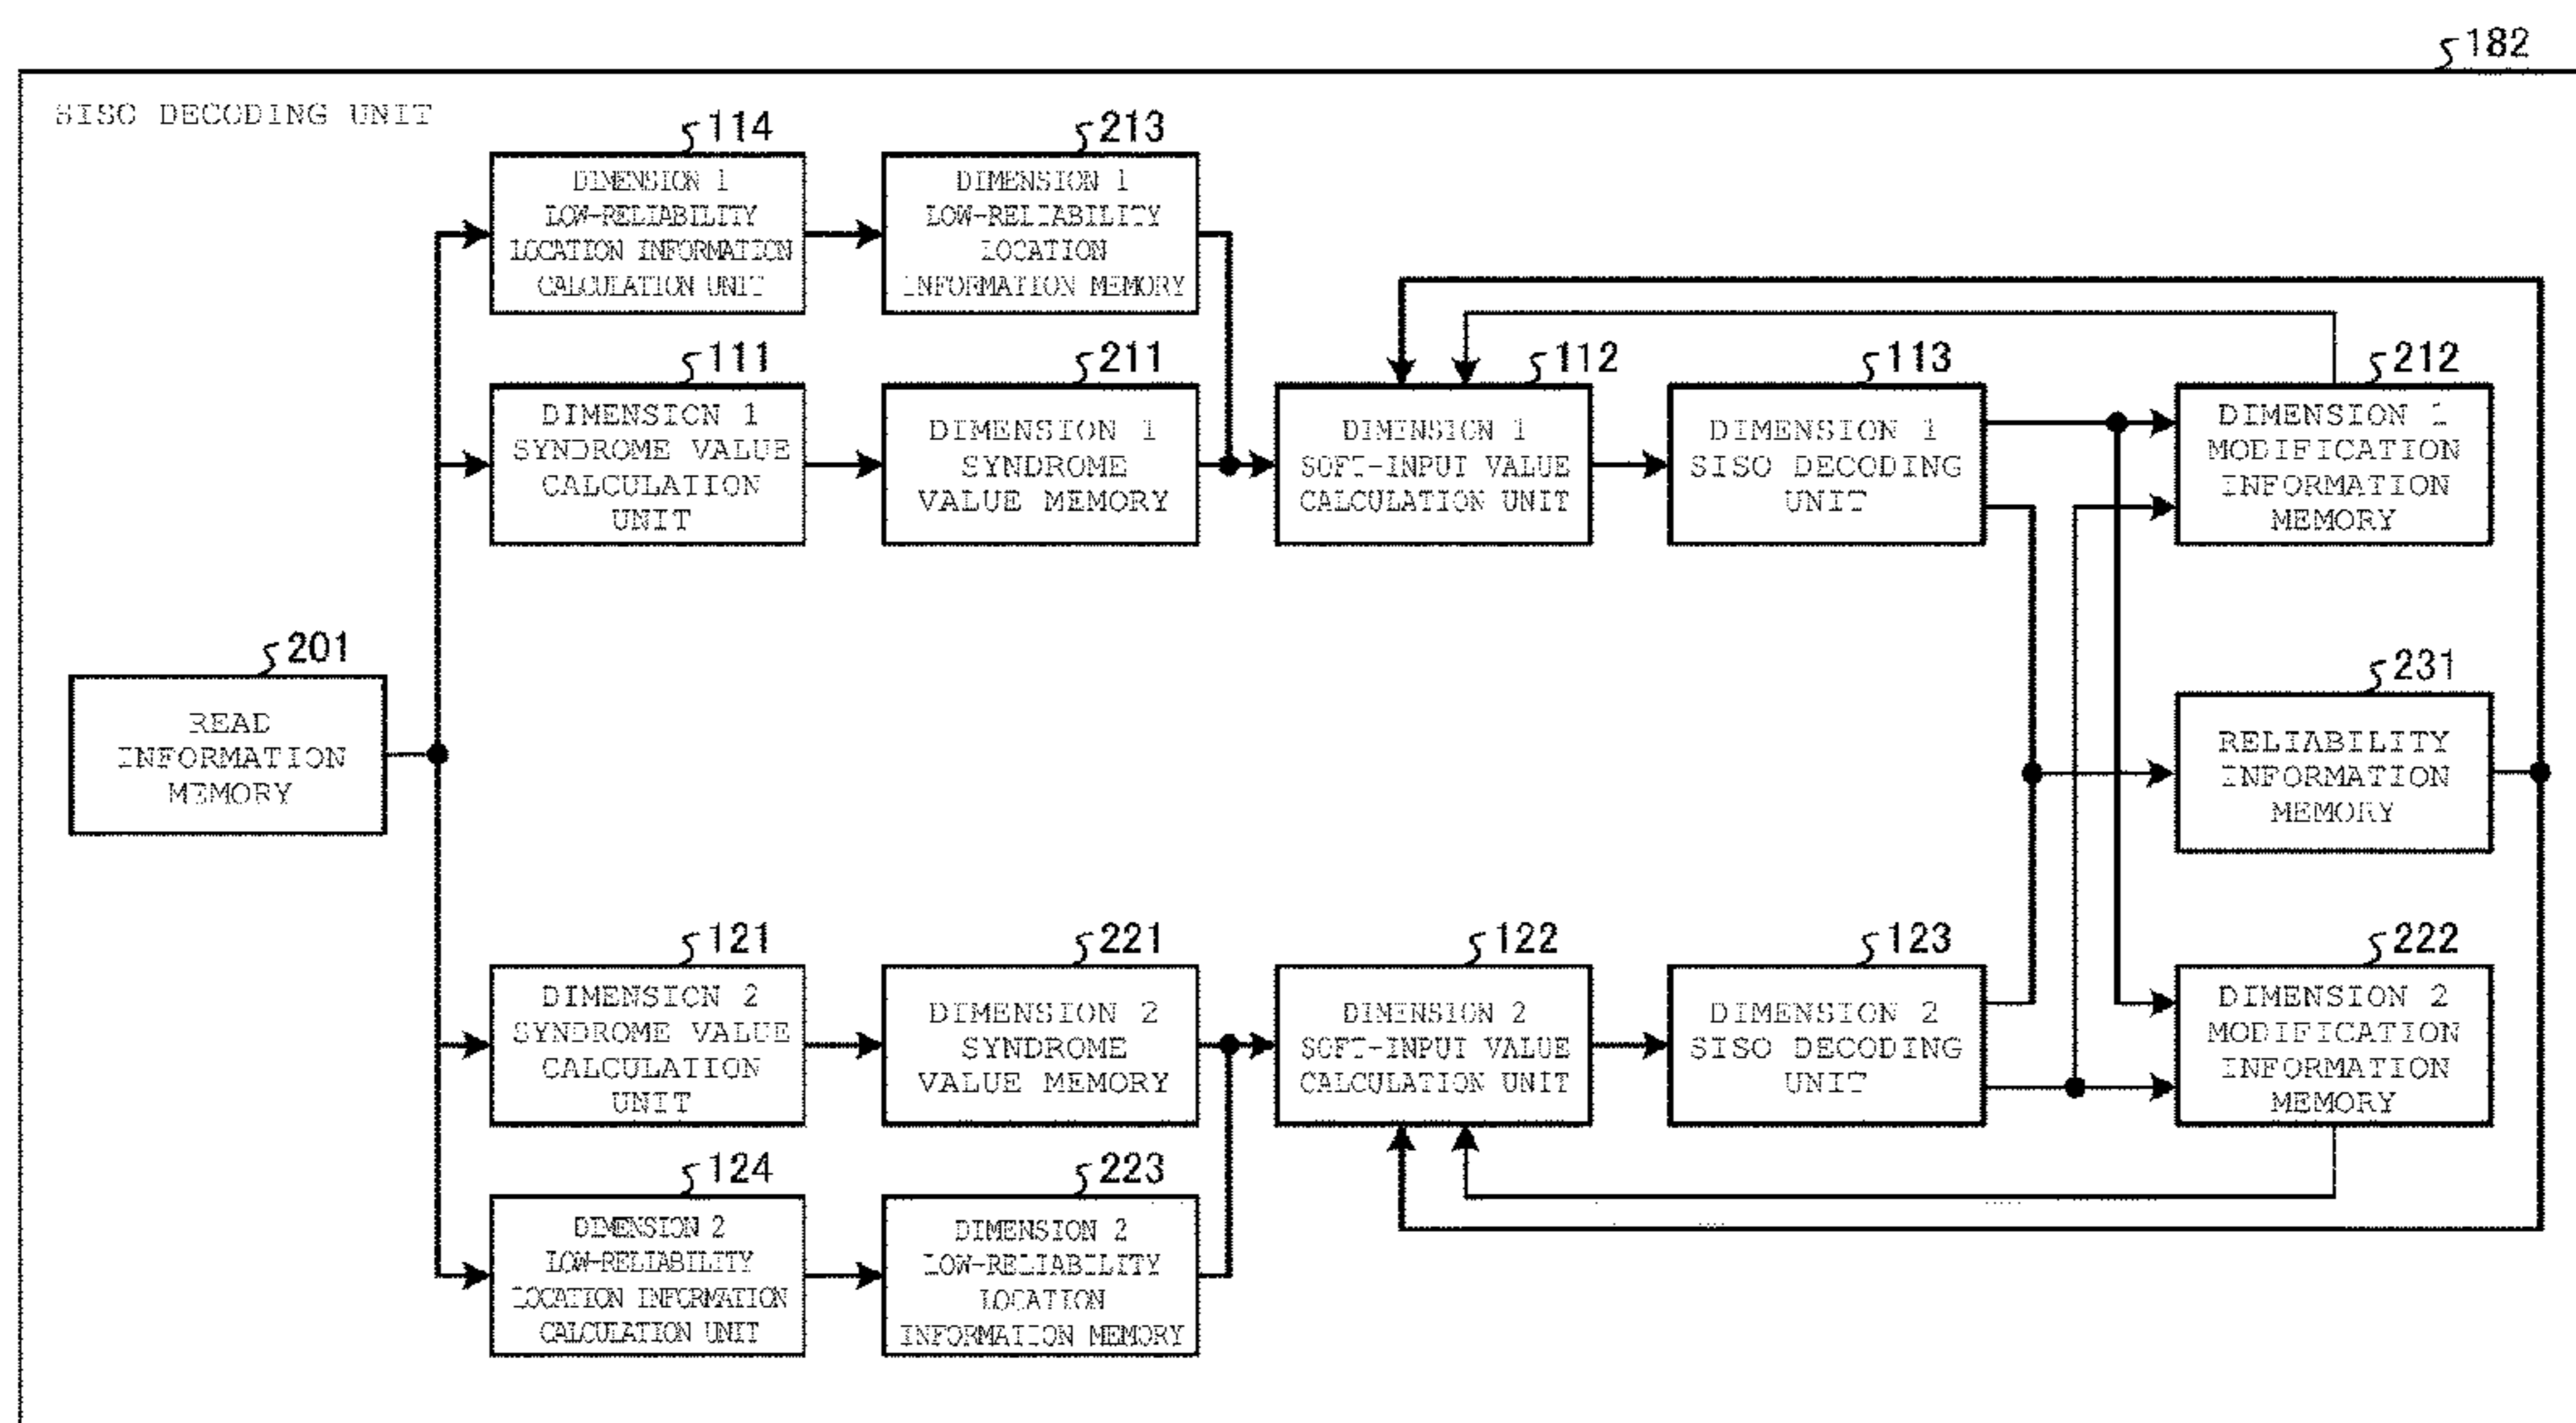 182
SISO DECODING UNIT
114
DIMENSION 1
LOW-RELIABILITY
LOCATION INFORMATION
CALCULATION UNIT
213
DIMENSION 1
LOW-RELIABILITY
LOCATION
INFORMATION MEMORY
111
DIMENSION 1
SYNDROME VALUE
CALCULATION
UNIT
211
DIMENSION 1
SYNDROME
VALUE MEMORY
112
DIMENSION 1
SOFT-INPUT VALUE
CALCULATION UNIT
113
DIMENSION 1
SISO DECODING
UNIT
212
DIMENSION 1
MODIFICATION
INFORMATION
MEMORY
201
READ
INFORMATION
MEMORY
231
RELIABILITY
INFORMATION
MEMORY
121
DIMENSION 2
SYNDROME VALUE
CALCULATION
UNIT
221
DIMENSION 2
SYNDROME
VALUE MEMORY
122
DIMENSION 2
SOFT-INPUT VALUE
CALCULATION UNIT
123
DIMENSION 2
SISO DECODING
UNIT
222
DIMENSION 2
MODIFICATION
INFORMATION
MEMORY
124
DIMENSION 2
LOW-RELIABILITY
LOCATION INFORMATION
CALCULATION UNIT
223
DIMENSION 2
LOW-RELIABILITY
LOCATION
INFORMATION MEMORY